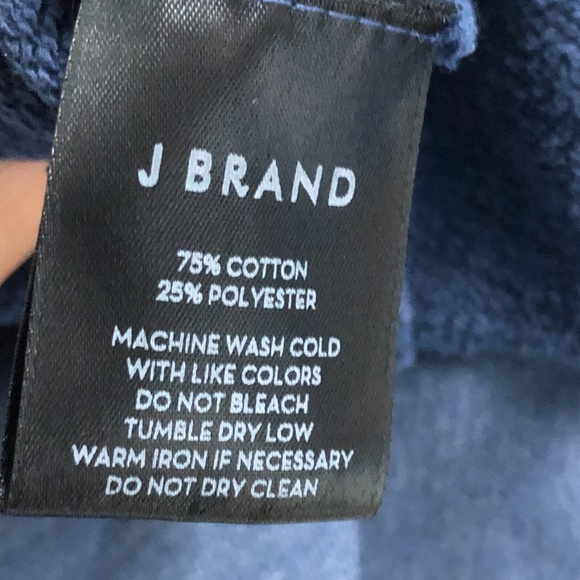 J BRAND
75% COTTON
25% POLYESTER
MACHINE WASH COLD
WITH LIKE COLORS
DO NOT BLEACH
TUMBLE DRY LOW
WARM IRON IF NECESSARY
DO NOT DRY CLEAN